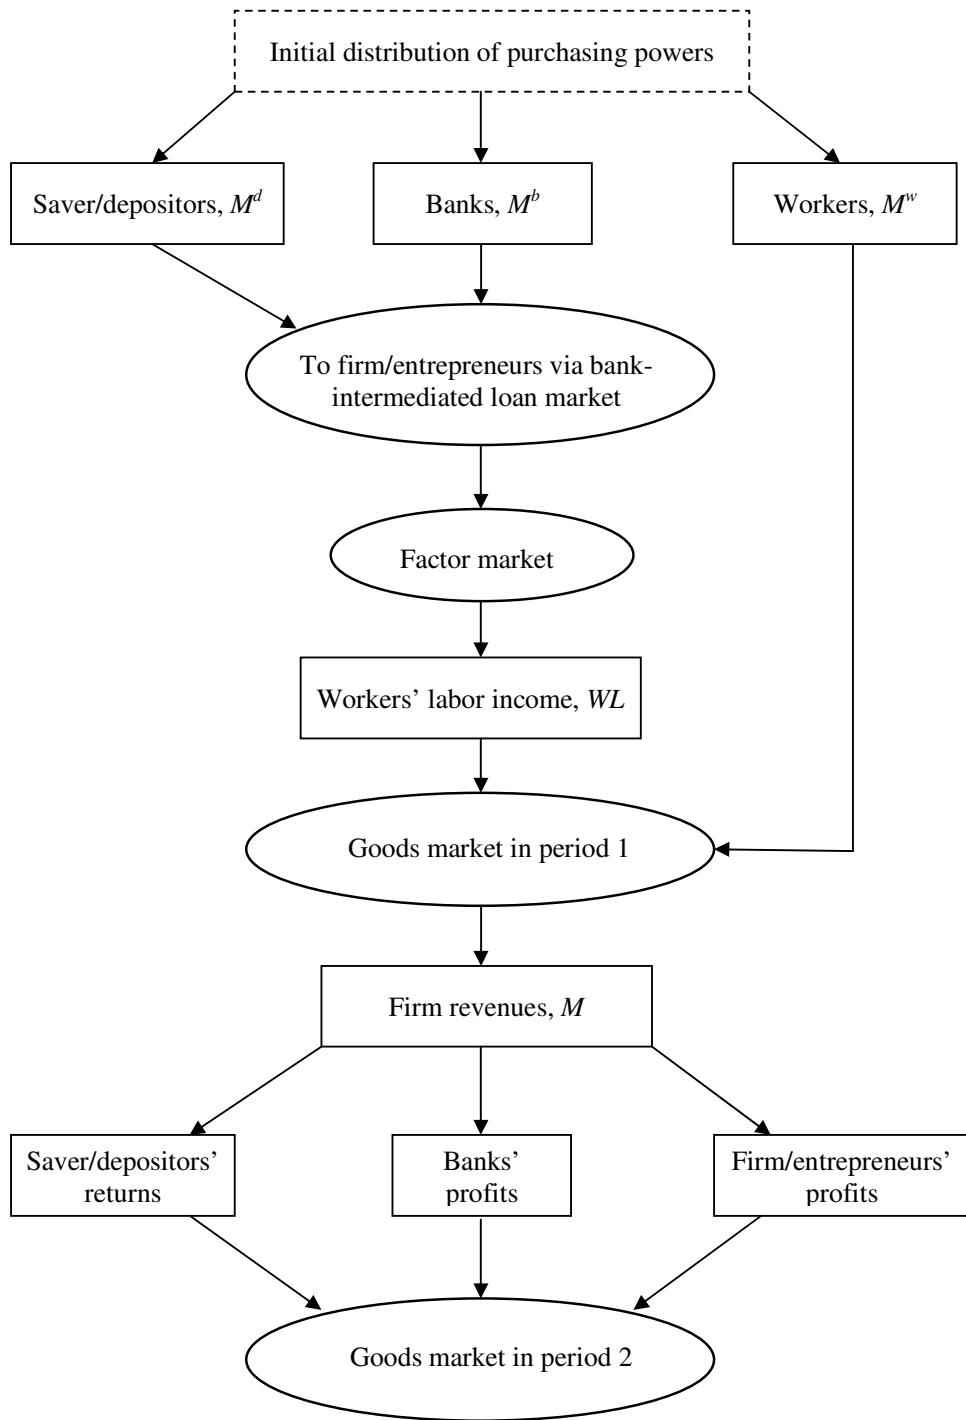 Initial distribution of purchasing powers
Saver/depositors, M^d
Banks, M^b
Workers, M^w
To firm/entrepreneurs via bank-
intermediated loan market
Factor market
Workers’ labor income, WL
Goods market in period 1
Firm revenues, M
Saver/depositors’
returns
Banks’
profits
Firm/entrepreneurs’
profits
Goods market in period 2